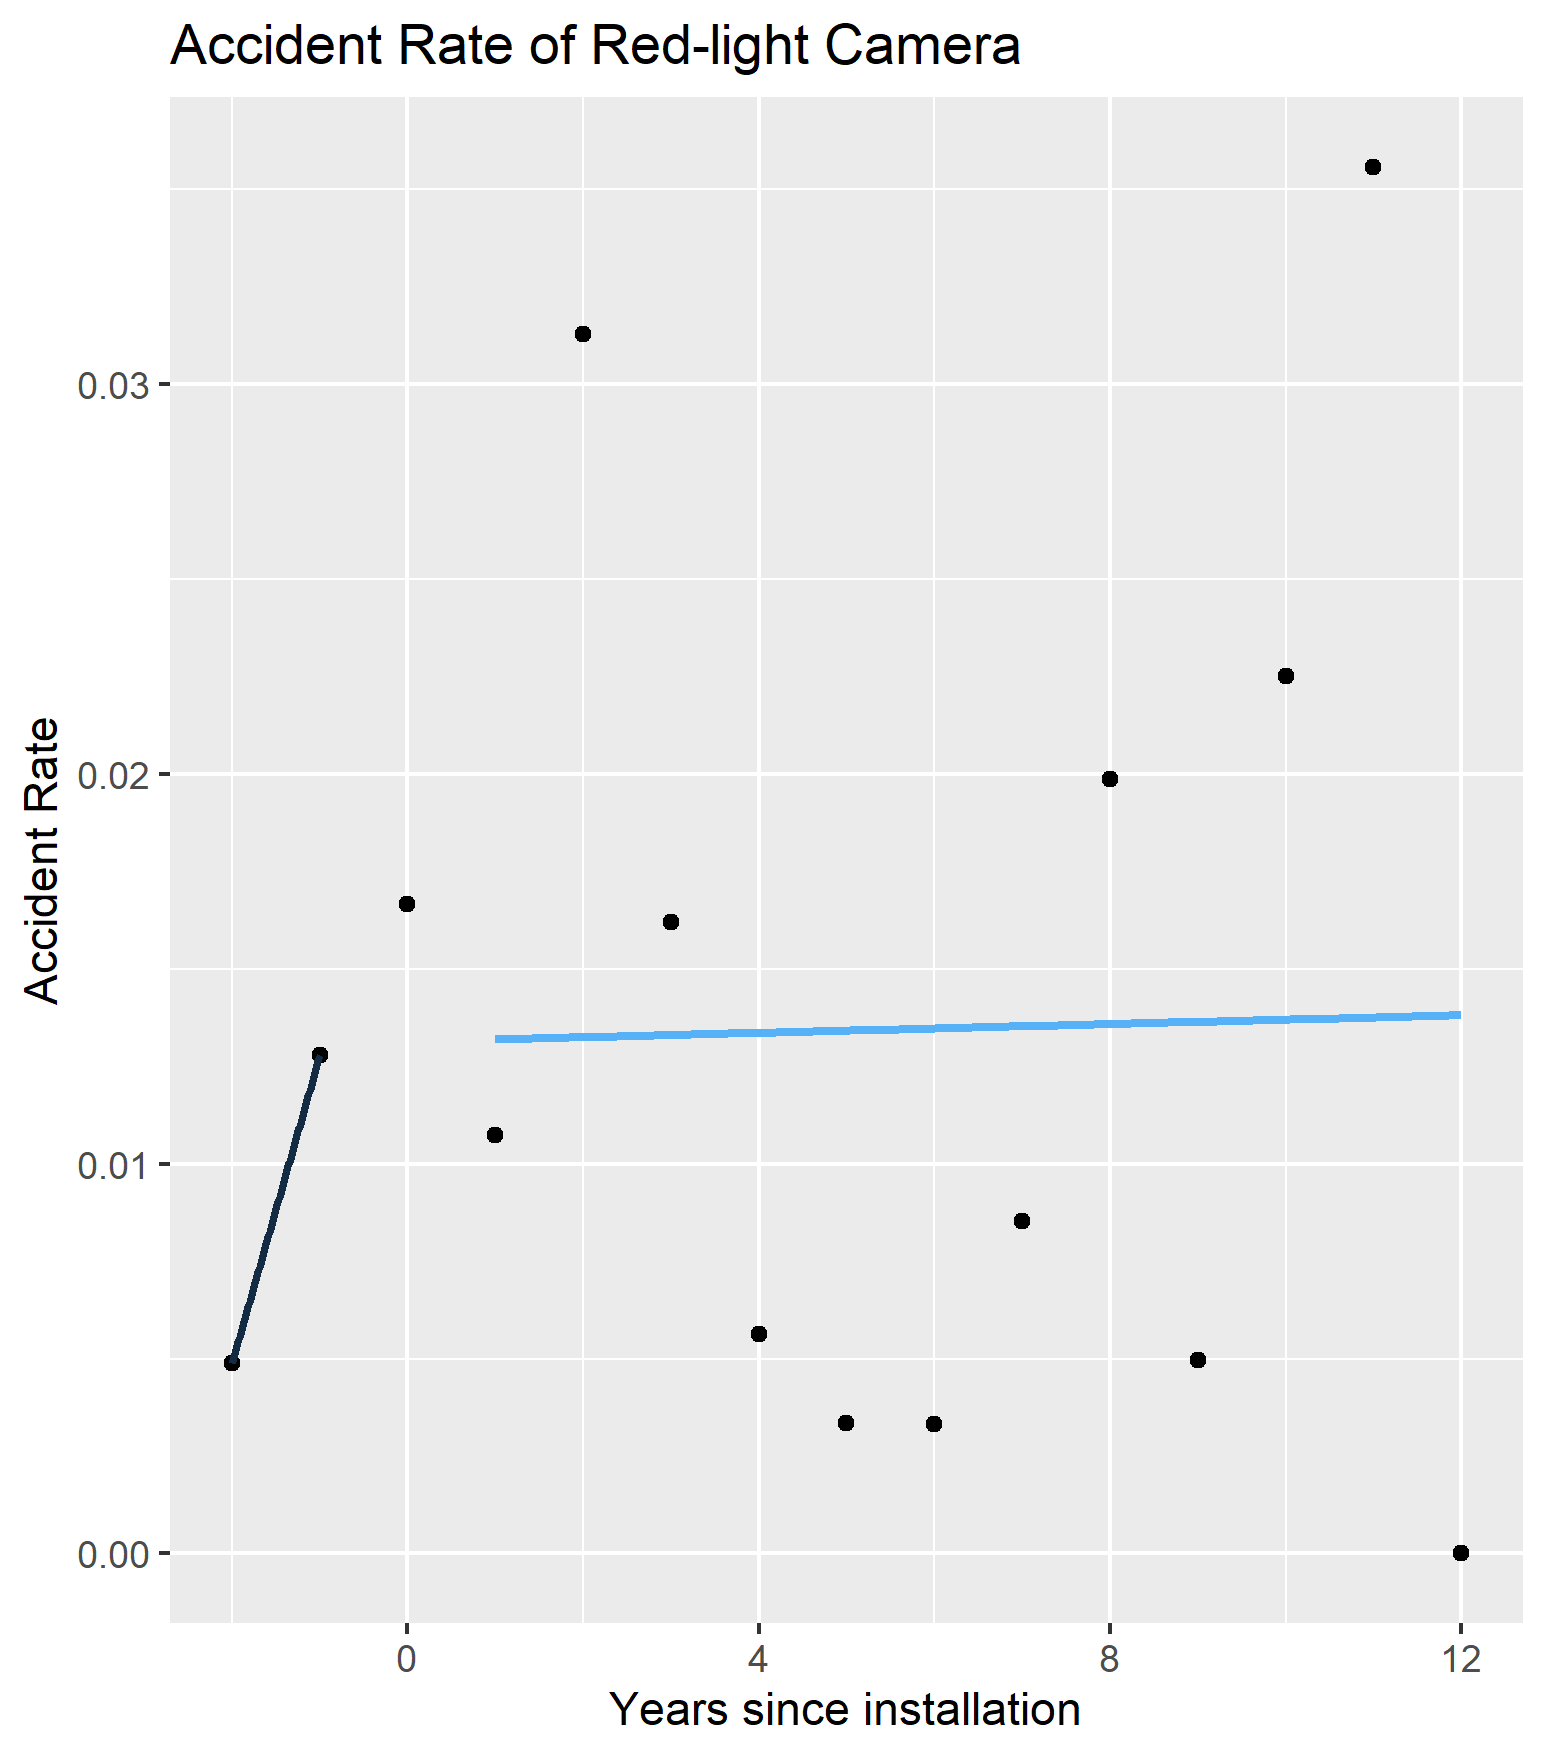 Accident Rate of Red-light Camera
Accident Rate
0.03
0.02
0.01
0.00
0
4
8
12
Years since installation